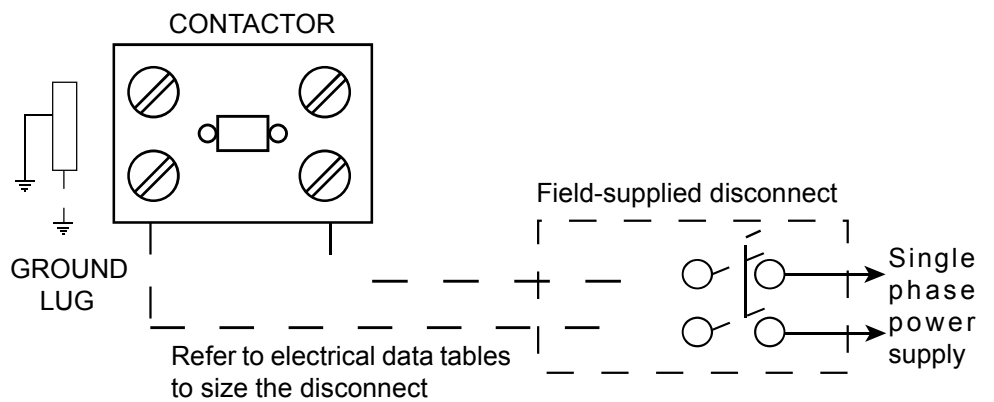 CONTACTOR
Field-supplied disconnect
GROUND
LUG
Single
phase
power
supply
Refer to electrical data tables
to size the disconnect